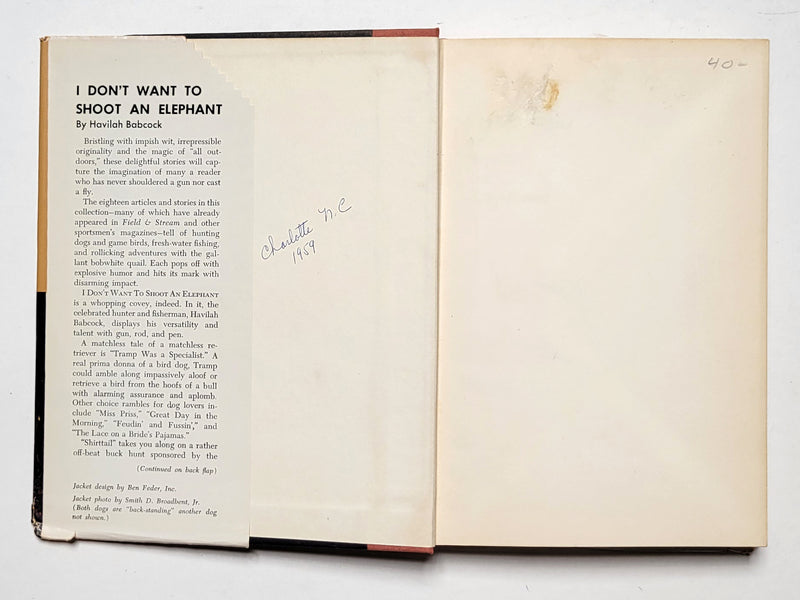 I DON'T WANT TO
SHOOT AN ELEPHANT
By Havilah Babcock
Bristling with impish wit, irrepressible
originality and the magic of "all out-
doors," these delightful stories will cap-
ture the imagination of many a reader
who has never shouldered a gun nor cast
a fly.
The eighteen articles and stories in this
collection—many of which have already
appeared in Field & Stream and other
sportsmen's magazines—tell of hunting
dogs and game birds, fresh-water fishing,
and rollicking adventures with the gal-
lant bobwhite quail. Each pops off with
explosive humor and hits its mark with
disarming impact.
I DON'T WANT TO SHOOT AN ELEPHANT
is a whopping covey, indeed. In it, the
celebrated hunter and fisherman, Havilah
Babcock, displays his versatility and
talent with gun, rod, and pen.
A matchless tale of a matchless re-
triever is "Tramp Was a Specialist." A
real prima donna of a bird dog, Tramp
could amble along impassively aloof or
retrieve a bird from the hoofs of a bull
with alarming assurance and aplomb.
Other choice rambles for dog lovers in-
clude "Miss Priss," "Great Day in the
Morning," "Feudin' and Fussin'," and
"The Lace on a Bride's Pajamas."
"Shirttail" takes you along on a rather
off-beat buck hunt sponsored by the
(Continued on back flap)
Jacket design by Ben Feder, Inc.
Jacket photo by Smith D. Broadbent, Jr.
(Both dogs are "back-standing" another dog
not shown.)
Charlotte N.C
1959
40-